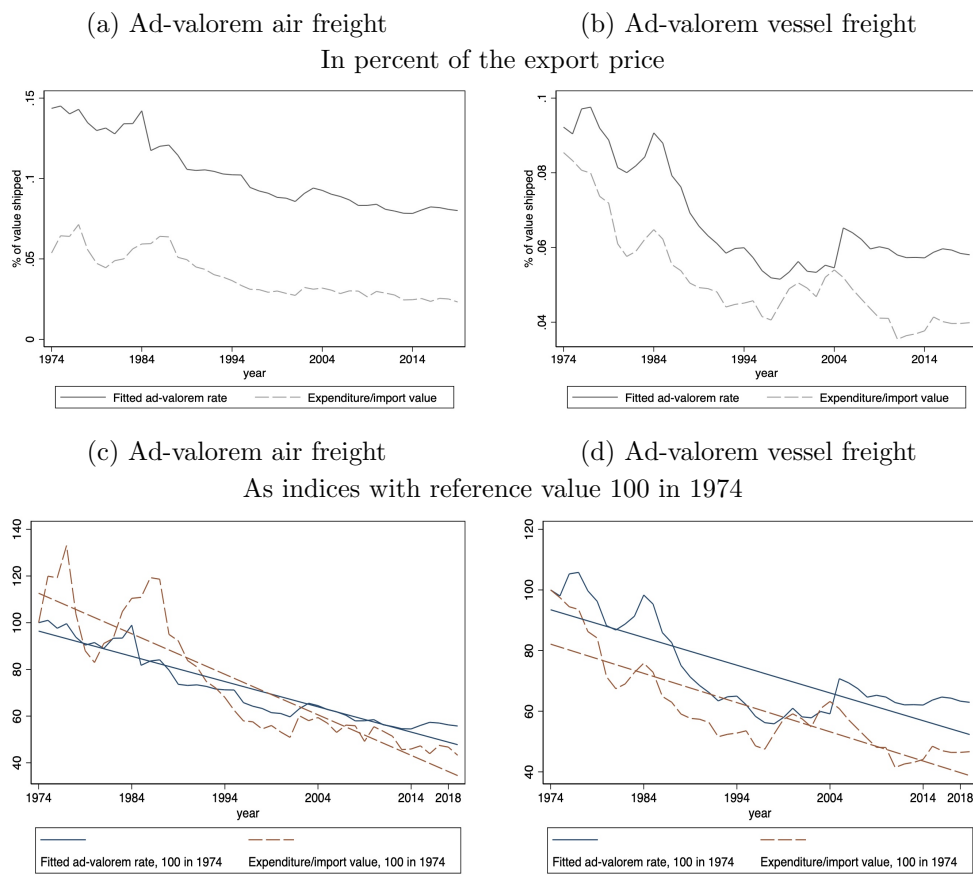 (a) Ad-valorem air freight
(b) Ad-valorem vessel freight
In percent of the export price
% of value shipped
.15
.1
.05
0
1974 1984 1994 2004 2014
year
Fitted ad-valorem rate Expenditure/import value
% of value shipped
.1
.08
.06
.04
1974 1984 1994 2004 2014
year
Fitted ad-valorem rate Expenditure/import value
(c) Ad-valorem air freight
(d) Ad-valorem vessel freight
As indices with reference value 100 in 1974
140
120
100
80
60
40
1974 1984 1994 2004 2014 2018
year
Fitted ad-valorem rate, 100 in 1974 Expenditure/import value, 100 in 1974
120
100
80
60
40
1974 1984 1994 2004 2014 2018
year
Fitted ad-valorem rate, 100 in 1974 Expenditure/import value, 100 in 1974